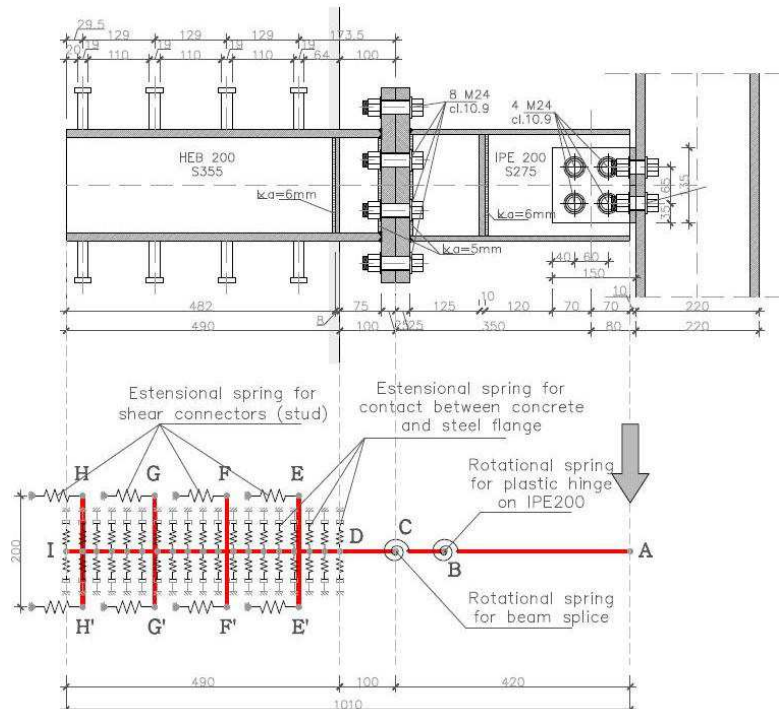 29.5
129 129 129 173.5
20 19 110 19 110 19 110 19 64 100
8 M24
cl.10.9
4 M24
cl.10.9
HEB 200
S355
IPE 200
S275
a=6mm
a=6mm
a=5mm
65
35
135
40 60
150
10
10
482 75 125 120 70 70 220
8
25 25
490 100 350 80 220
Estensional spring for
shear connectors (stud)
Estensional spring for
contact between concrete
and steel flange
Rotational spring
for plastic hinge
on IPE200
H G F E
C
D
I
B
A
200
H' G' F' E'
Rotational spring
for beam splice
490 100 420
1010